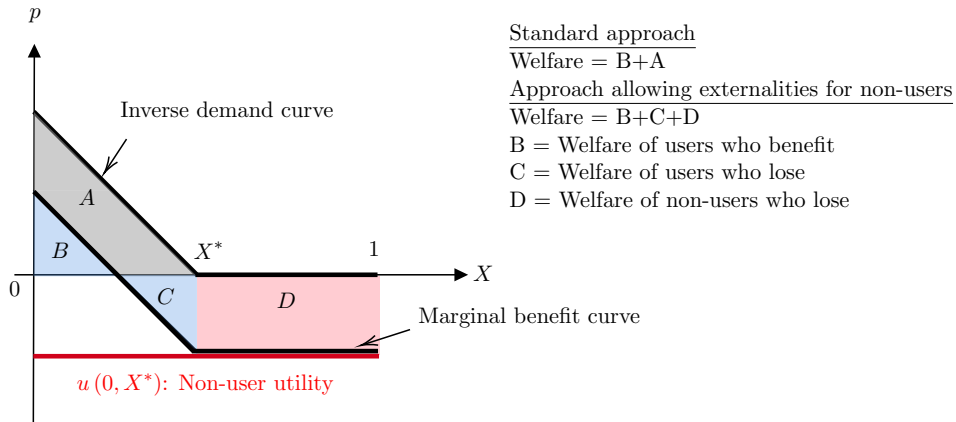 p
Standard approach
Welfare = B+A
Approach allowing externalities for non-users
Welfare = B+C+D
B = Welfare of users who benefit
C = Welfare of users who lose
D = Welfare of non-users who lose
Inverse demand curve
A
B
X*
1
0
X
C
D
Marginal benefit curve
u (0, X*): Non-user utility